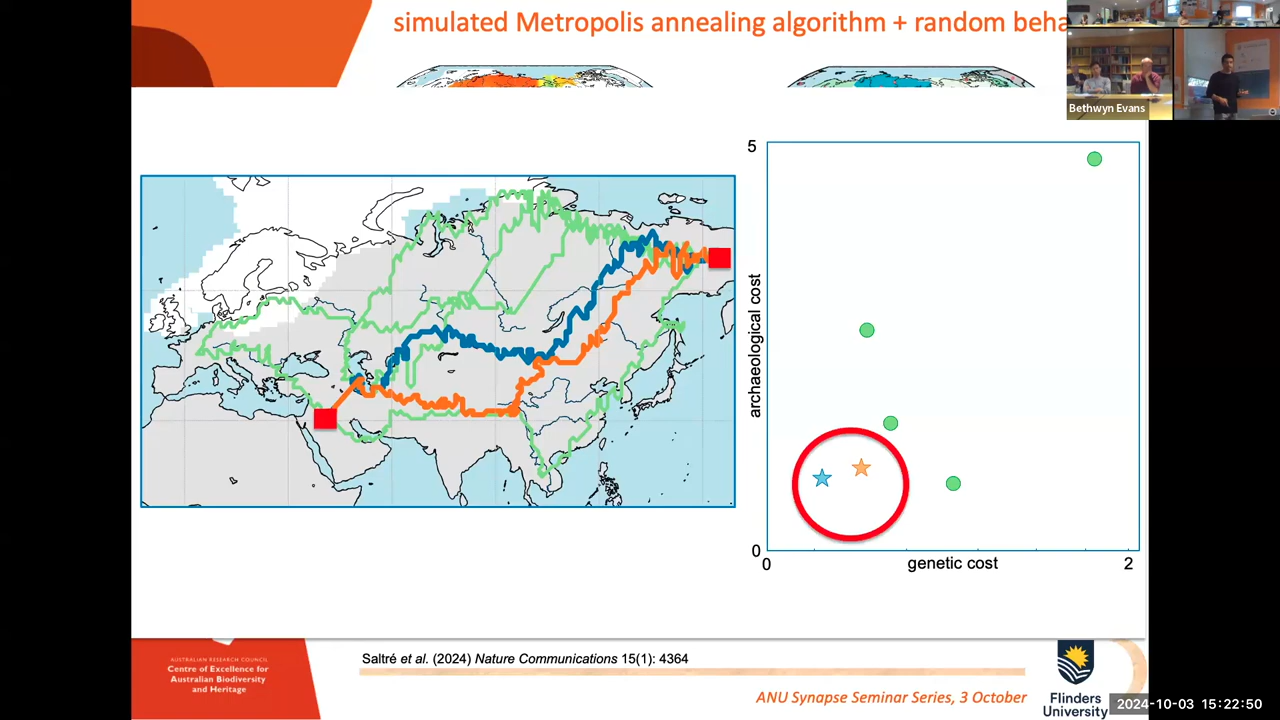 simulated Metropolis annealing algorithm + random beha
Bethwyn Evans
5
archaeological cost
0
0
genetic cost
2
AUSTRALIAN RESEARCH COUNCIL
Centre of Excellence for
Australian Biodiversity
and Heritage
Saltré et al. (2024) Nature Communications 15(1): 4364
ANU Synapse Seminar Series, 3 October
Flinders
University
2024-10-03 15:22:50